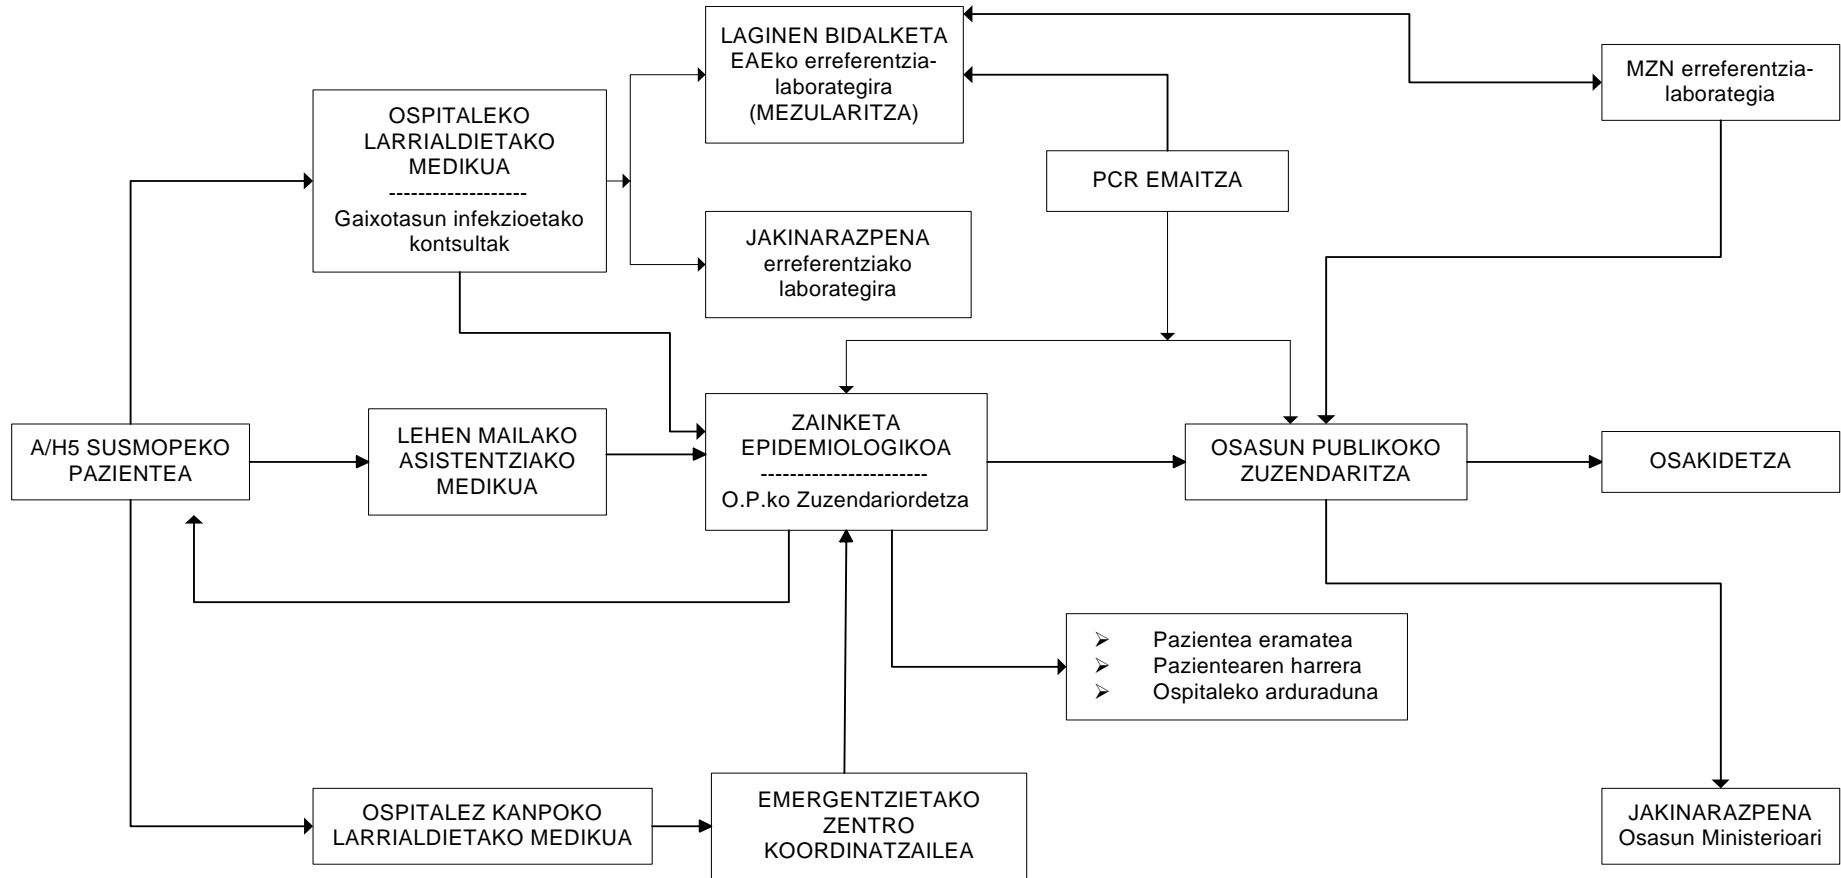 LAGINEN BIDALKETA
EAEko erreferentzia-
laborategira
(MEZULARITZA)
MZN erreferentzia-
laborategia
OSPITALEKO
LARRIALDIETAKO
MEDIKUA
-------------------
Gaixotasun infekzioetako
kontsultak
PCR EMAITZA
JAKINARAZPENA
erreferentziako
laborategira
A/H5 SUSMOPEKO
PAZIENTEA
LEHEN MAILAKO
ASISTENTZIAKO
MEDIKUA
ZAINKETA
EPIDEMIOLOGIKOA
-----------------------
O.P.ko Zuzendariordetza
OSASUN PUBLIKOKO
ZUZENDARITZA
OSAKIDETZA
➢ Pazientea eramatea
➢ Pazientearen harrera
➢ Ospitaleko arduraduna
OSPITALEZ KANPOKO
LARRIALDIETAKO MEDIKUA
EMERGENTZIETAKO
ZENTRO
KOORDINATZAILEA
JAKINARAZPENA
Osasun Ministerioari